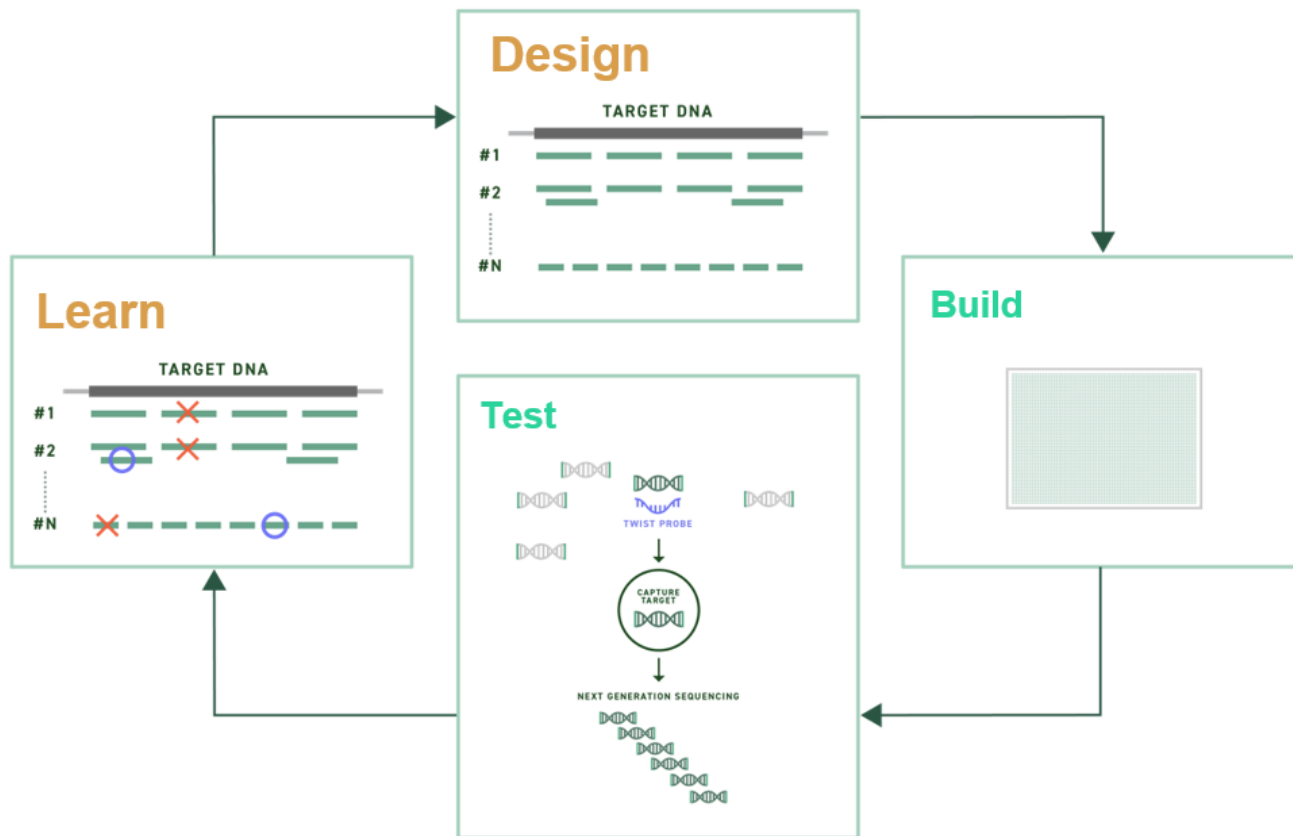 Design
TARGET DNA
#1
#2
#N
Build
Test
TWIST PROBE
CAPTURE
TARGET
NEXT GENERATION SEQUENCING
Learn
TARGET DNA
#1
#2
#N